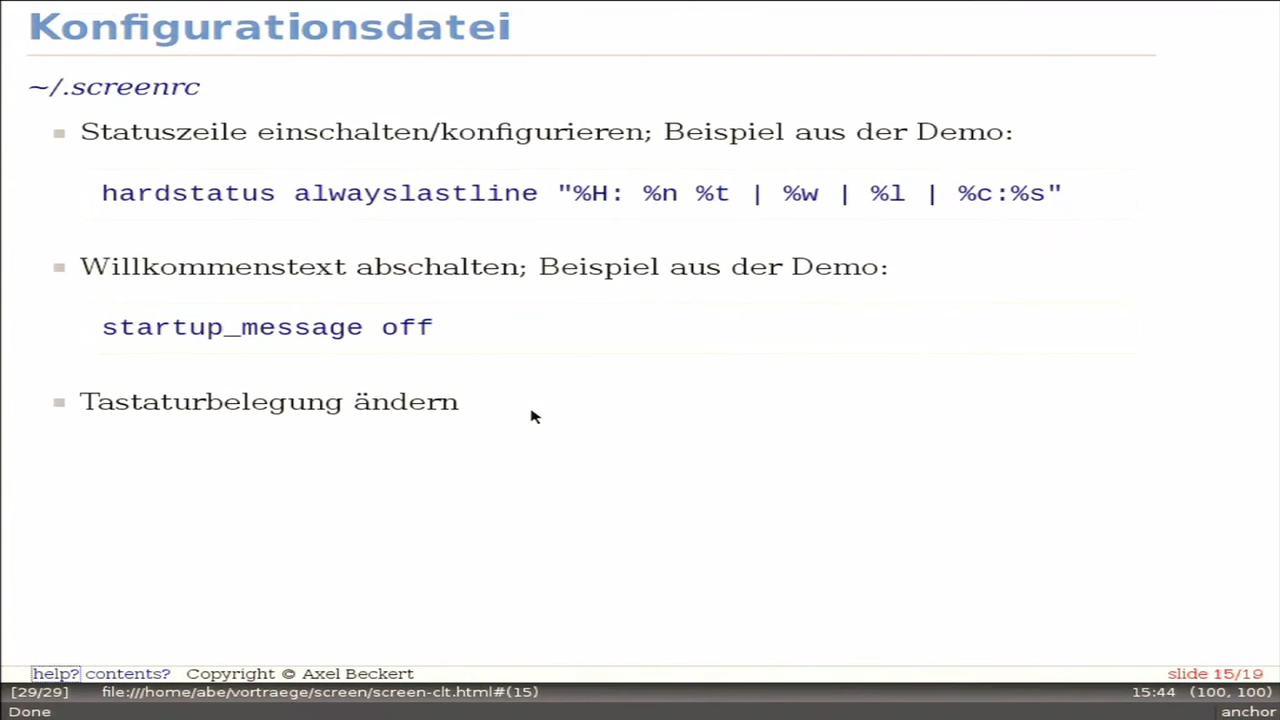 Konfigurationsdatei
~/.screenrc
Statuszeile einschalten/konfigurieren; Beispiel aus der Demo:
hardstatus alwayslastline "%H: %n %t | %w | %l | %c:%s"
Willkommenstext abschalten; Beispiel aus der Demo:
startup_message off
Tastaturbelegung ändern
help? contents? Copyright © Axel Beckert slide 15/19
[29/29] file:///home/abe/vortraege/screen/screen-clt.html#(15) 15:44 (100, 100)
Done anchor